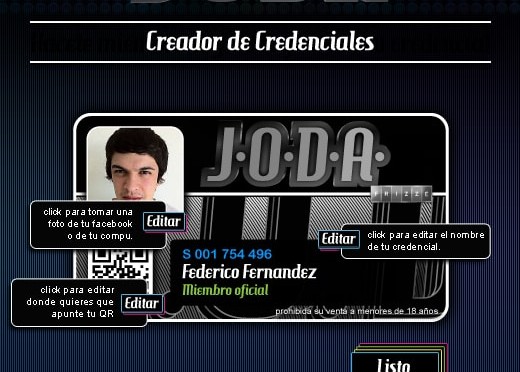 Creador de Credenciales
J·O·D·A·
FRIZZE
click para tomar una
foto de tu facebook
o de tu compu.
Editar
Editar
click para editar el nombre
de tu credencial.
S 001 754 496
Federico Fernandez
Miembro oficial
click para editar
donde quieres que
apunte tu QR
Editar
prohibida su venta a menores de 18 años
Listo